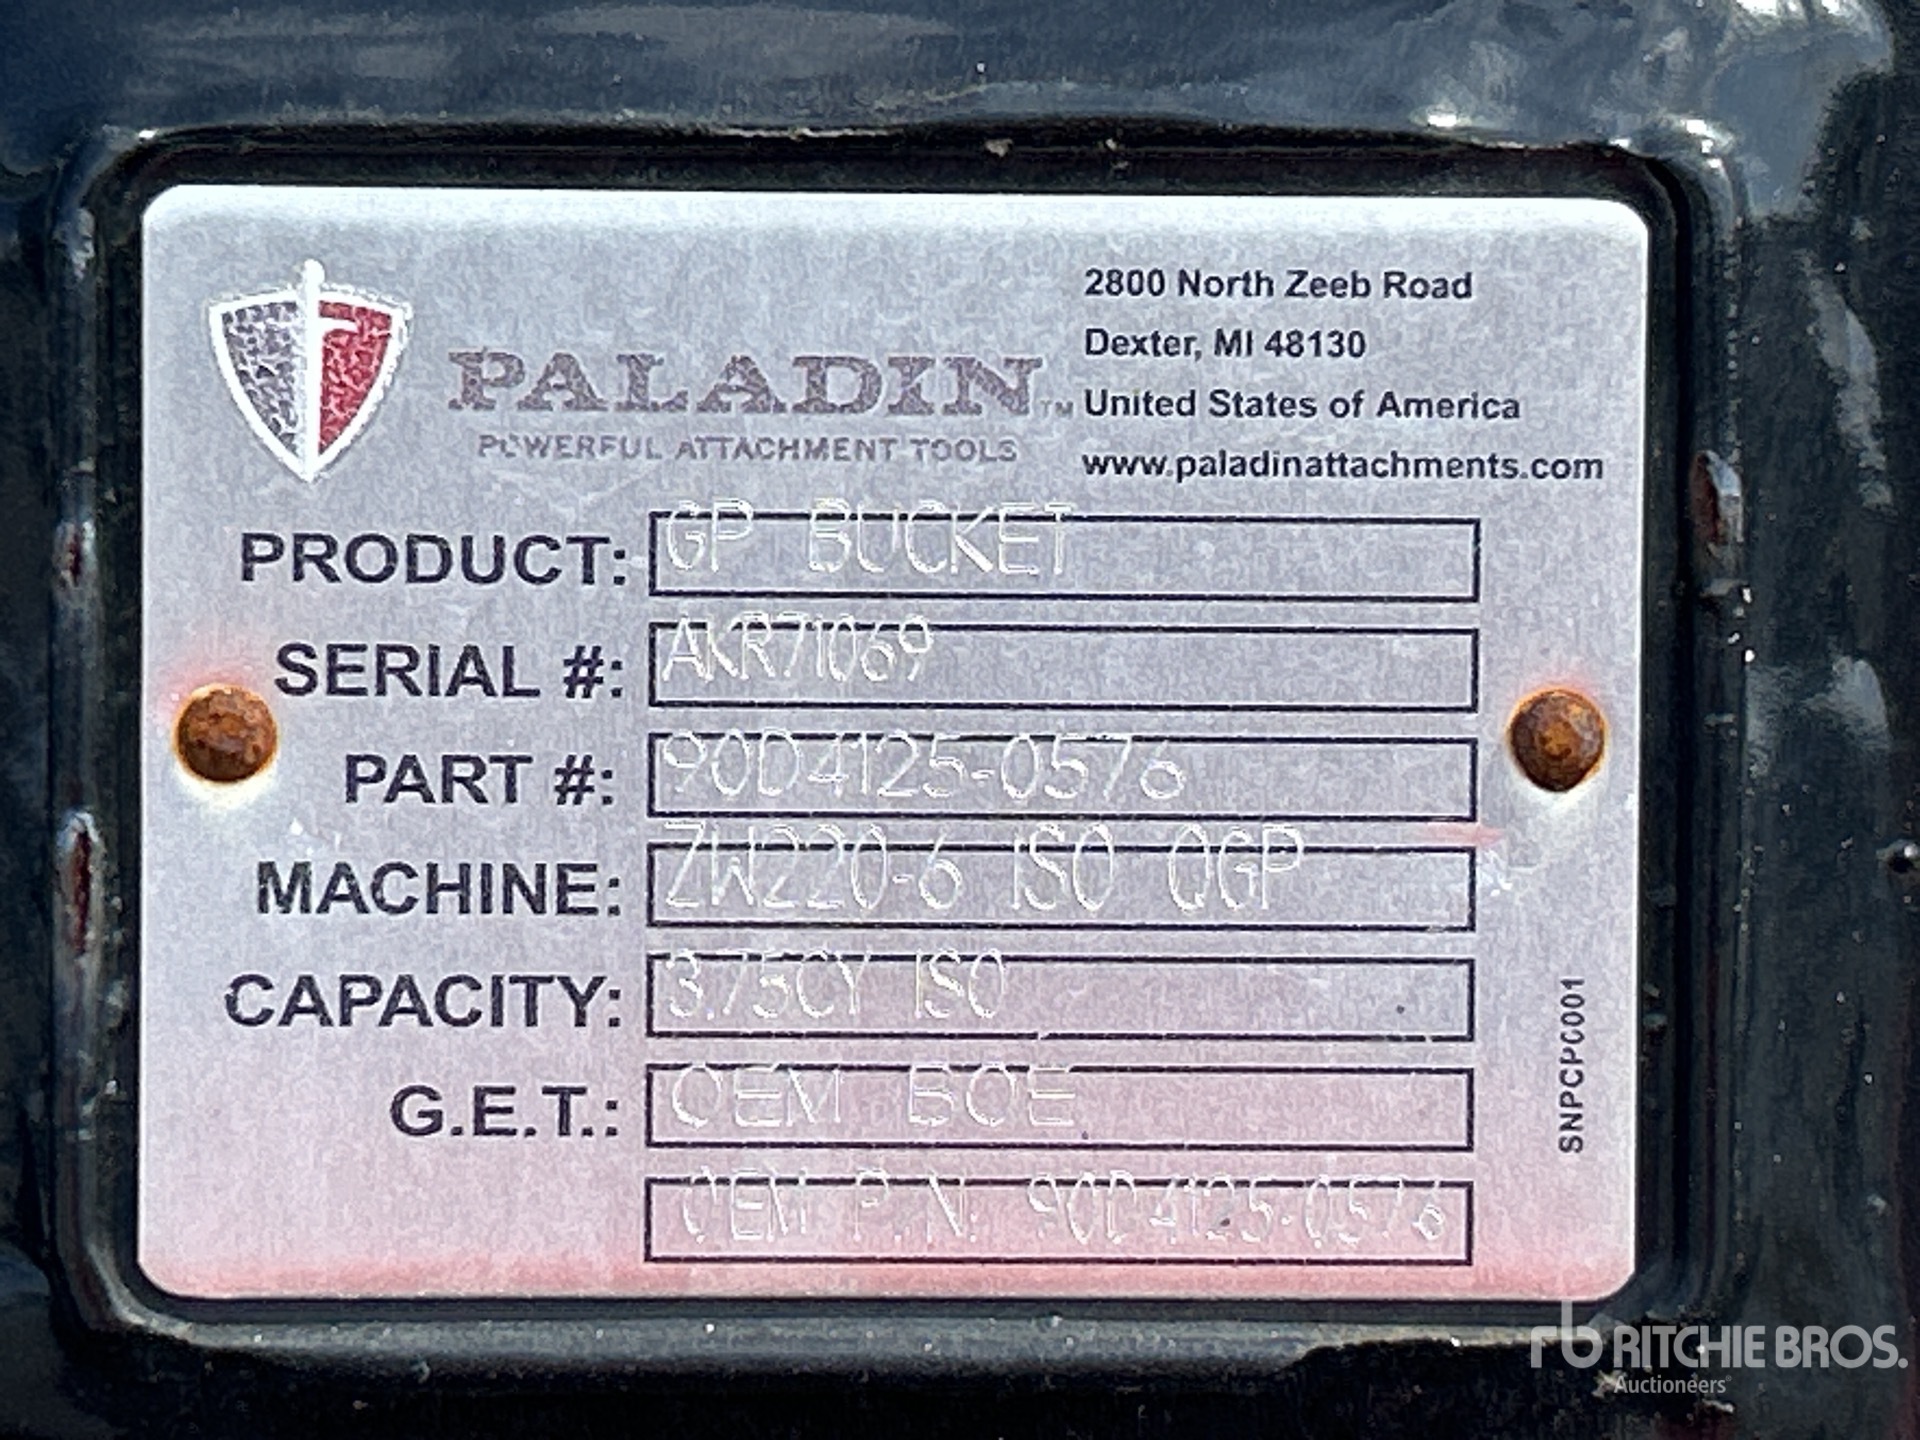 PALADIN™
POWERFUL ATTACHMENT TOOLS
2800 North Zeeb Road
Dexter, MI 48130
United States of America
www.paladinattachments.com
PRODUCT: GP BUCKET
SERIAL #: AKR71069
PART #: 90D4125-0576
MACHINE: ZW220-6 ISO QGP
CAPACITY: 3.75CY ISO
G.E.T.: OEM BOE
OEM P.N: 90D4125-0576
SNPCP0001
rb RITCHIE BROS.
Auctioneers